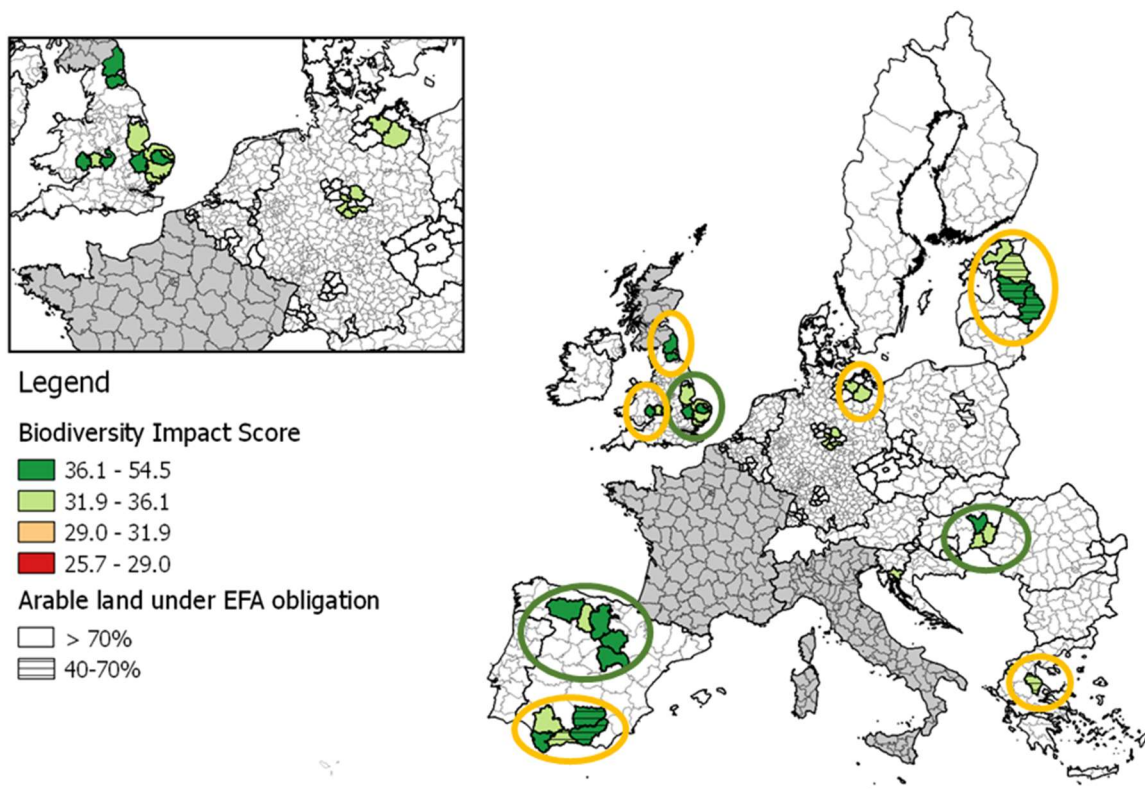 Legend
Biodiversity Impact Score
36.1 - 54.5
31.9 - 36.1
29.0 - 31.9
25.7 - 29.0
Arable land under EFA obligation
> 70%
40-70%